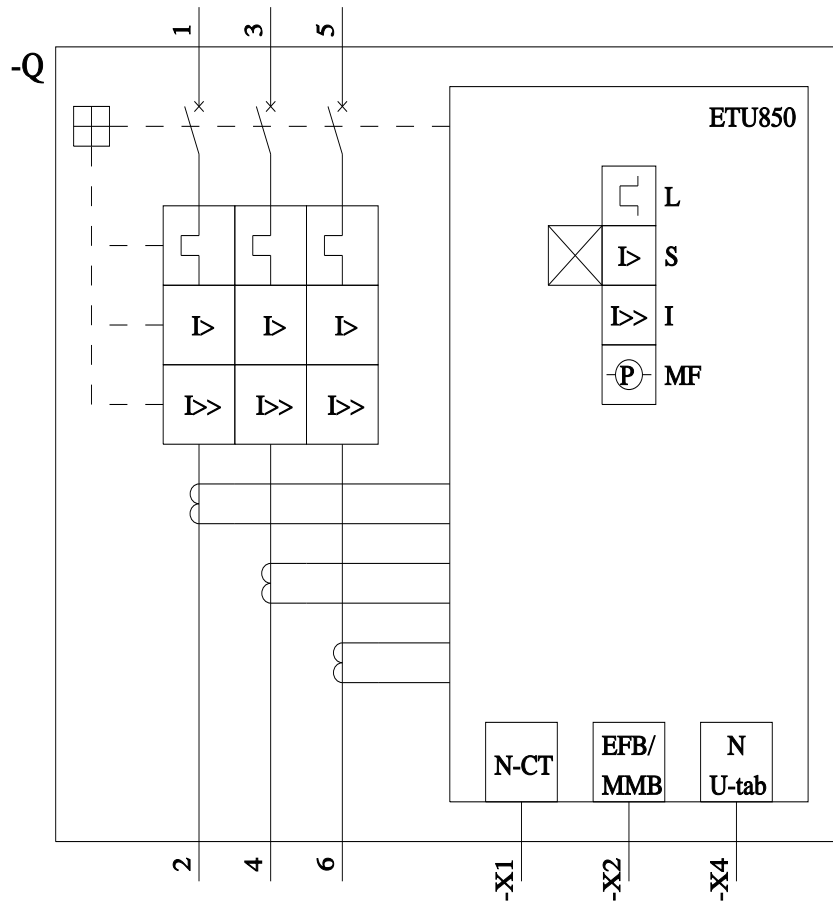 1
3
5
-Q
ETU850
L
I>
S
I>>
I
P
MF
I>
I>
I>
I>>
I>>
I>>
N-CT
EFB/
MMB
N
U-tab
2
4
6
-X1
-X2
-X4